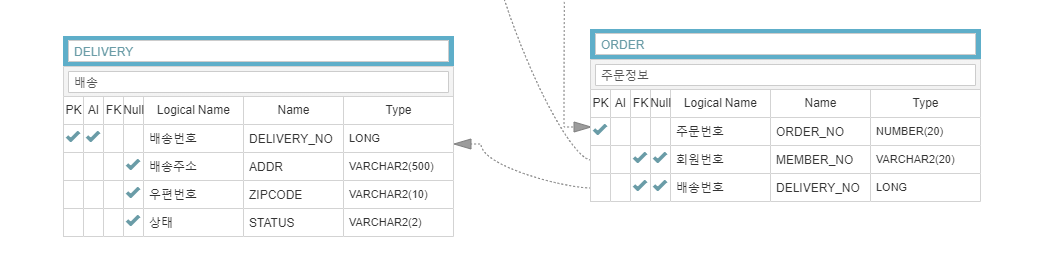 DELIVERY
배송
PK AI FK Null Logical Name Name Type
배송번호 DELIVERY_NO LONG
배송주소 ADDR VARCHAR2(500)
우편번호 ZIPCODE VARCHAR2(10)
상태 STATUS VARCHAR2(2)
ORDER
주문정보
PK AI FK Null Logical Name Name Type
주문번호 ORDER_NO NUMBER(20)
회원번호 MEMBER_NO VARCHAR2(20)
배송번호 DELIVERY_NO LONG